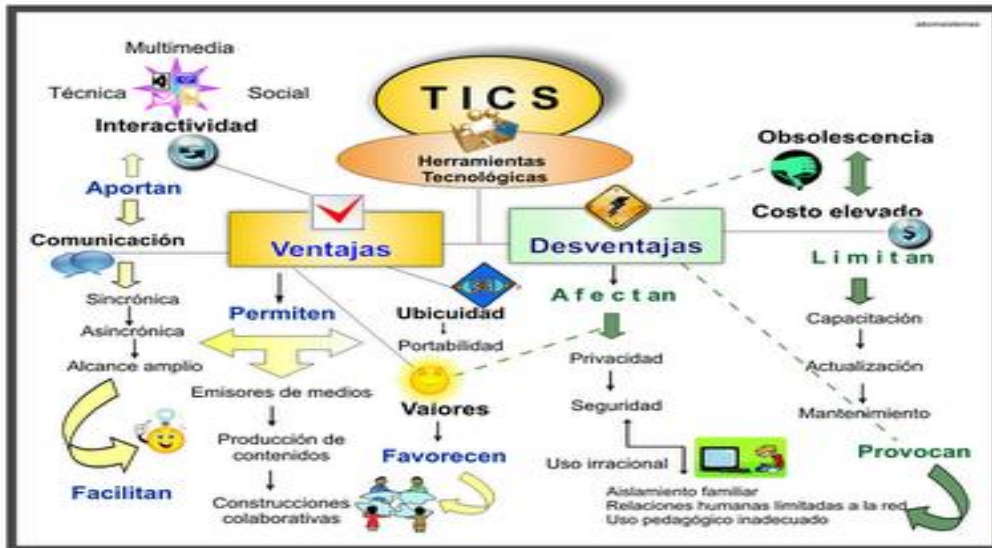 Multimedia
Técnica
Social
Interactividad
Aportan
Comunicación
Sincrónica
Asincrónica
Alcance amplio
Facilitan
TICS
Herramientas
Tecnológicas
Ventajas
Permiten
Emisores de medios
Producción de
contenidos
Construcciones
colaborativas
Ubicuidad
Portabilidad
Valores
Favorecen
Desventajas
Afectan
Privacidad
Seguridad
Uso irracional
Aislamiento familiar
Relaciones humanas limitadas a la red
Uso pedagógico inadecuado
Obsolescencia
Costo elevado
$
Limitan
Capacitación
Actualización
Mantenimiento
Provocan